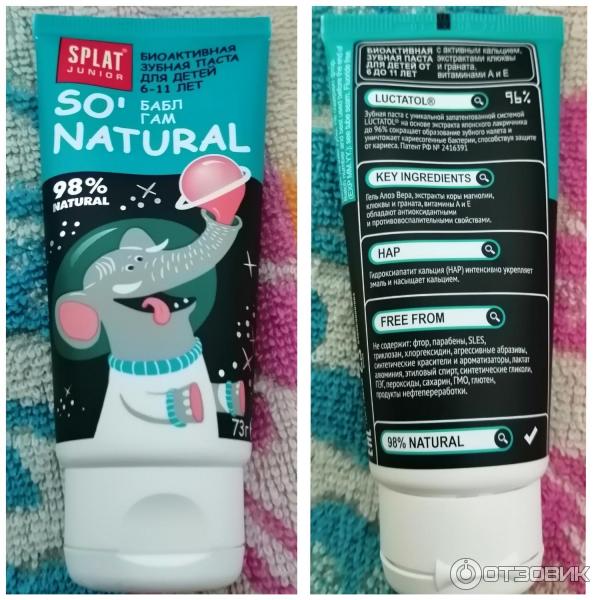 SPLAT
JUNIOR
БИОАКТИВНАЯ
ЗУБНАЯ ПАСТА
ДЛЯ ДЕТЕЙ
6-11 ЛЕТ
SO'
БАБЛ
ГАМ
NATURAL
98%
NATURAL
73г
БИОАКТИВНАЯ
ЗУБНАЯ ПАСТА
ДЛЯ ДЕТЕЙ ОТ
6 ДО 11 ЛЕТ
с активным кальцием,
экстрактами клюквы
и граната,
витаминами А и Е
LUCTATOL®
96%
Зубная паста с уникальной запатентованной системой
LUCTATOL® на основе экстракта японского лакричника
до 96% сокращает образование зубного налета и
уничтожает кариесогенные бактерии, способствуя защите
от кариеса. Патент РФ № 2416391
KEY INGREDIENTS
Гель Алоэ Вера, экстракты коры магнолии,
клюквы и граната, витамины А и Е
обладают антиоксидантными
и противовоспалительными свойствами.
HAP
Гидроксиапатит кальция (HAP) интенсивно укрепляет
эмаль и насыщает кальцием.
FREE FROM
Не содержит: фтор, парабены, SLES,
триклозан, хлоргексидин, агрессивные абразивы,
синтетические красители и ароматизаторы, лактат
алюминия, этиловый спирт, синтетические гликоли,
ПЭГ, пероксиды, сахарин, ГМО, глютен,
продукты нефтепереработки.
98% NATURAL
EAC
ОТЗОВИК